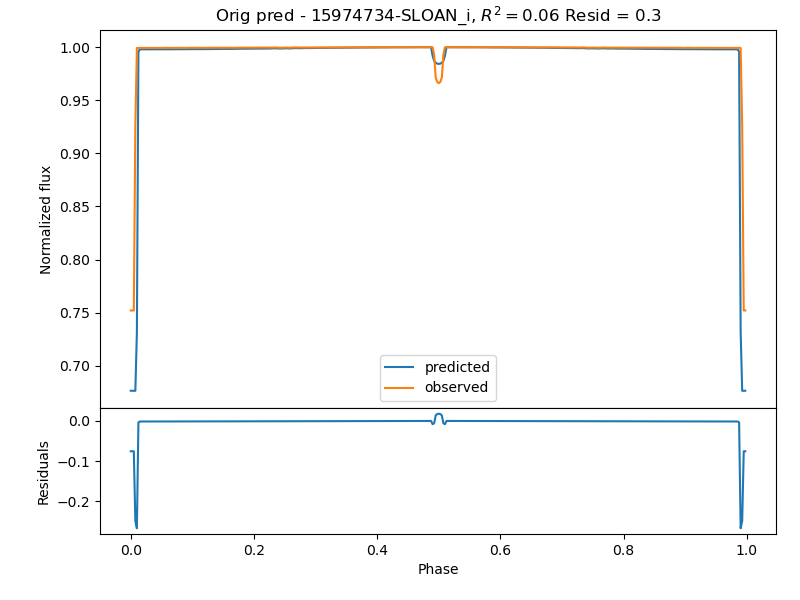 Orig pred - 15974734-SLOAN_i, $R^2 = 0.06$ Resid = 0.3
1.00
0.95
0.90
0.85
0.80
0.75
0.70
Normalized flux
predicted
observed
0.0
−0.1
−0.2
Residuals
0.0 0.2 0.4 0.6 0.8 1.0
Phase